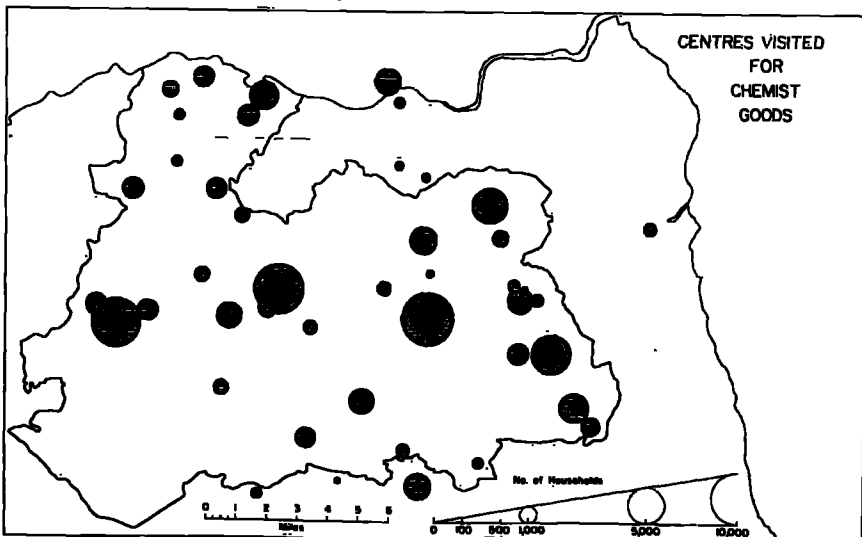 CENTRES VISITED
FOR
CHEMIST
GOODS
No. of Households
0 1 2 3 4 5 6
Miles
0 100 500 1,000 5,000 10,000